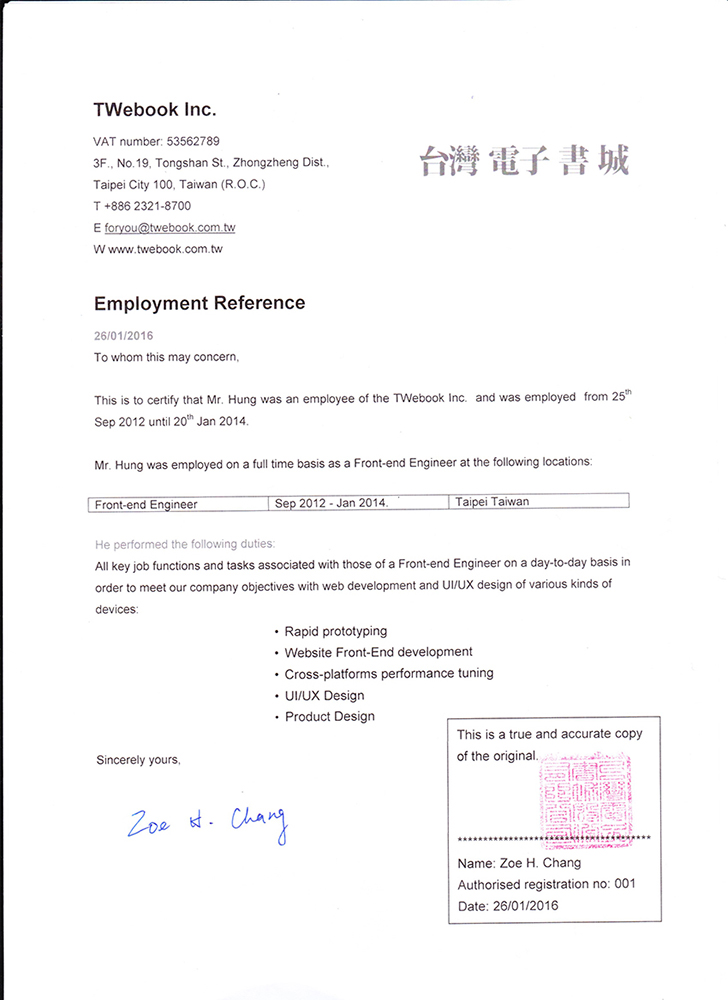 TWebook Inc.
VAT number: 53562789
3F., No.19, Tongshan St., Zhongzheng Dist.,
Taipei City 100, Taiwan (R.O.C.)
T +886 2321-8700
E foryou@twebook.com.tw
W www.twebook.com.tw
台灣電子書城
Employment Reference
26/01/2016
To whom this may concern,
This is to certify that Mr. Hung was an employee of the TWebook Inc. and was employed from 25th
Sep 2012 until 20th Jan 2014.
Mr. Hung was employed on a full time basis as a Front-end Engineer at the following locations:
Front-end Engineer Sep 2012 - Jan 2014. Taipei Taiwan
He performed the following duties:
All key job functions and tasks associated with those of a Front-end Engineer on a day-to-day basis in
order to meet our company objectives with web development and UI/UX design of various kinds of
devices:
• Rapid prototyping
• Website Front-End development
• Cross-platforms performance tuning
• UI/UX Design
• Product Design
Sincerely yours,
Zoe H. Chang
This is a true and accurate copy
of the original.
****************************************
Name: Zoe H. Chang
Authorised registration no: 001
Date: 26/01/2016